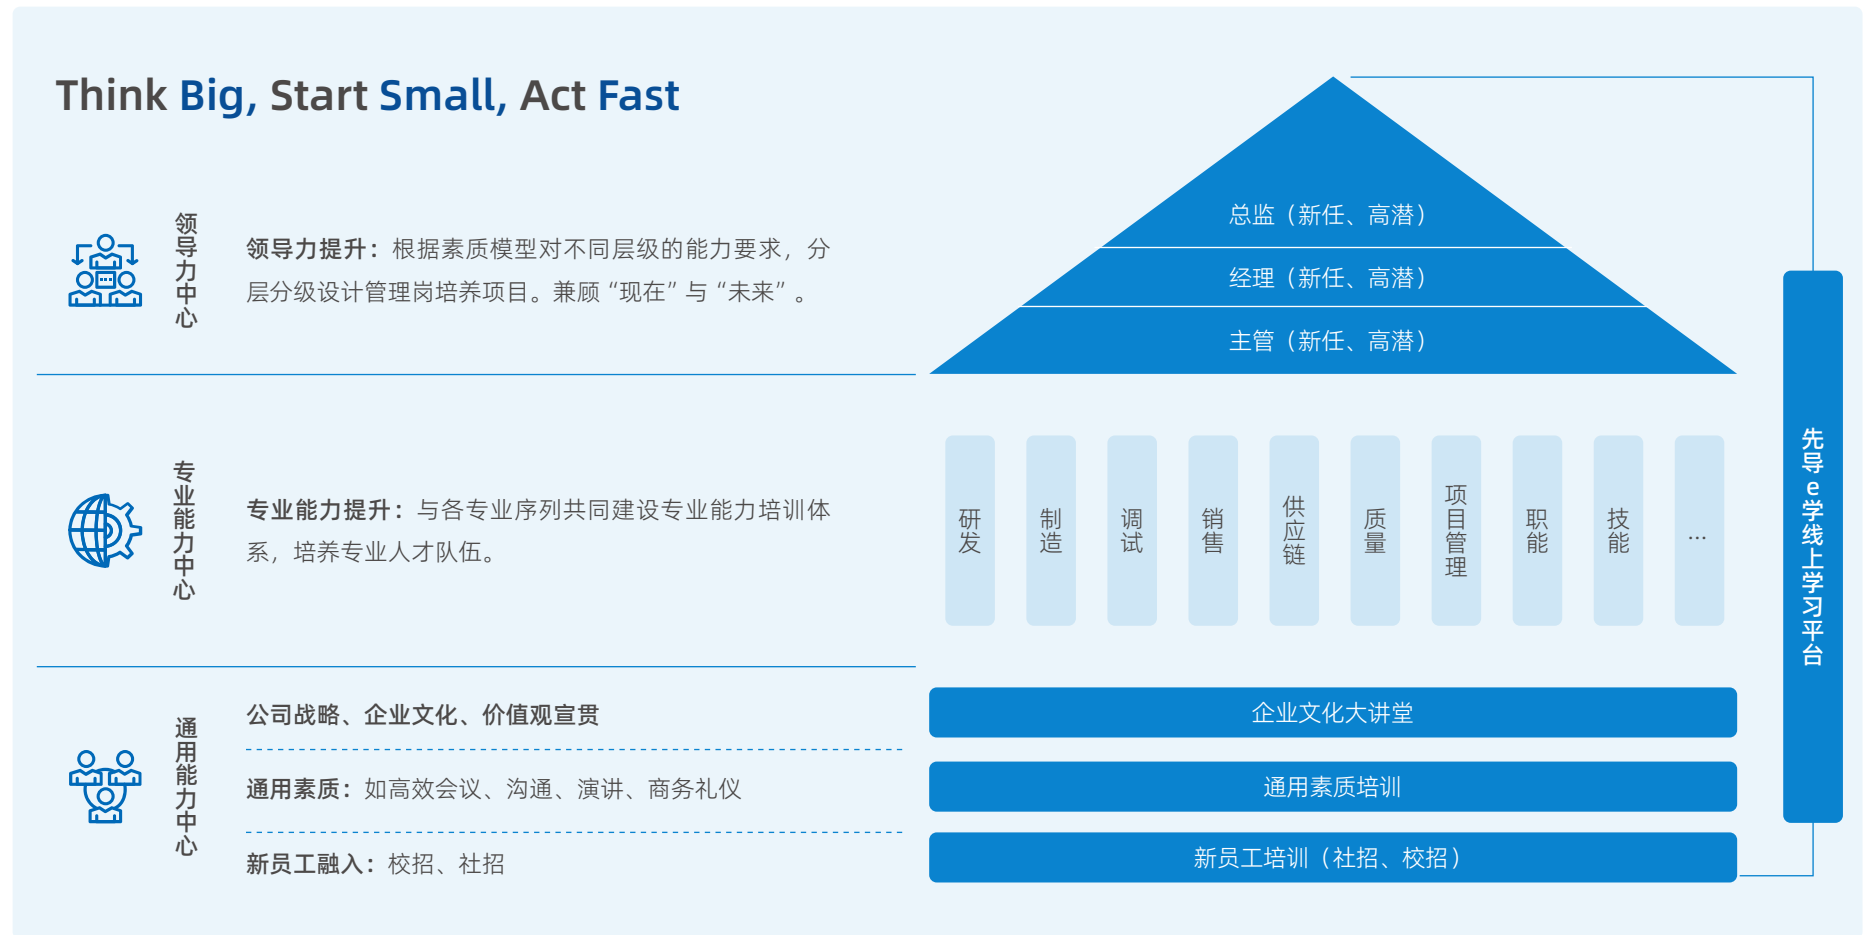 Think Big, Start Small, Act Fast
领导力中心
领导力提升：根据素质模型对不同层级的能力要求，分
层分级设计管理岗培养项目。兼顾“现在”与“未来”。
总监（新任、高潜）
经理（新任、高潜）
主管（新任、高潜）
专业能力中心
专业能力提升：与各专业序列共同建设专业能力培训体
系，培养专业人才队伍。
研发
制造
调试
销售
供应链
质量
项目管理
职能
技能
…
通用能力中心
公司战略、企业文化、价值观宣贯
通用素质：如高效会议、沟通、演讲、商务礼仪
新员工融入：校招、社招
企业文化大讲堂
通用素质培训
新员工培训（社招、校招）
先导e学线上学习平台